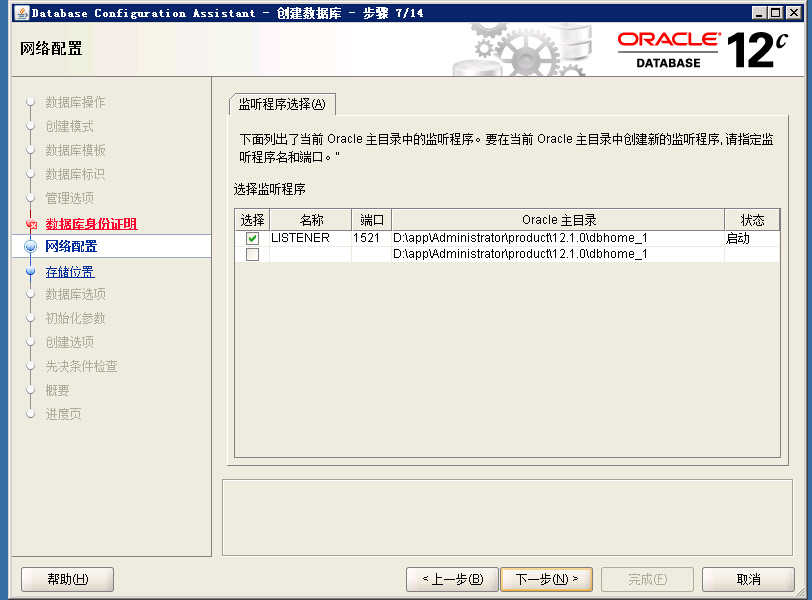 Database Configuration Assistant - 创建数据库 - 步骤 7/14
网络配置
ORACLE
DATABASE
12c
数据库操作
创建模式
数据库模板
数据库标识
管理选项
数据库身份证明
网络配置
存储位置
数据库选项
初始化参数
创建选项
先决条件检查
概要
进度页
监听程序选择(A)
下面列出了当前 Oracle 主目录中的监听程序。要在当前 Oracle 主目录中创建新的监听程序,请指定监
听程序名和端口。"
选择监听程序
选择 名称 端口 Oracle 主目录 状态
LISTENER 1521 D:\app\Administrator\product\12.1.0\dbhome_1 启动
D:\app\Administrator\product\12.1.0\dbhome_1
帮助(H) <上一步(B) 下一步(N) > 完成(F) 取消